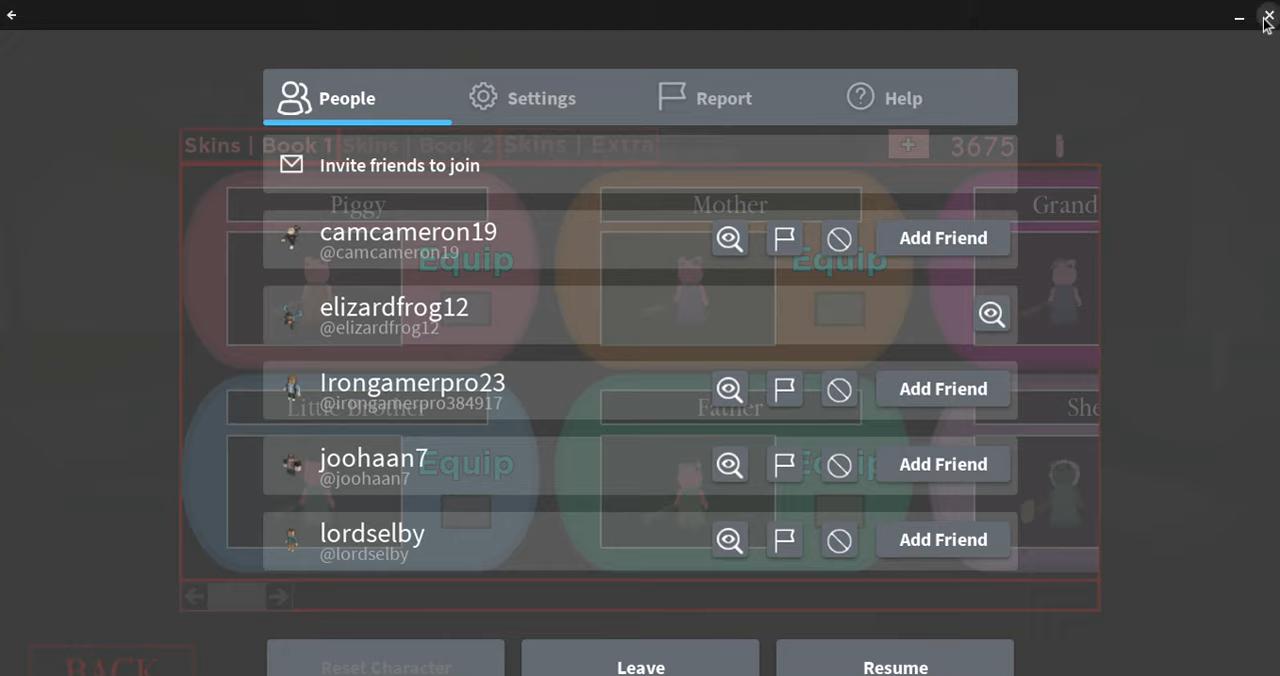 People Settings Report Help
Skins | Book 1 Skins | Book 2 Skins | Extra + 3675
Invite friends to join
Piggy Mother Grand
camcameron19 Add Friend
@camcameron19
Equip Equip
elizardfrog12
@elizardfrog12
Irongamerpro23 Add Friend
@irongamerpro384917
Little Brother Father She
joohaan7 Add Friend
@joohaan7
Equip Equip
lordselby Add Friend
@lordselby
Reset Character Leave Resume
BACK